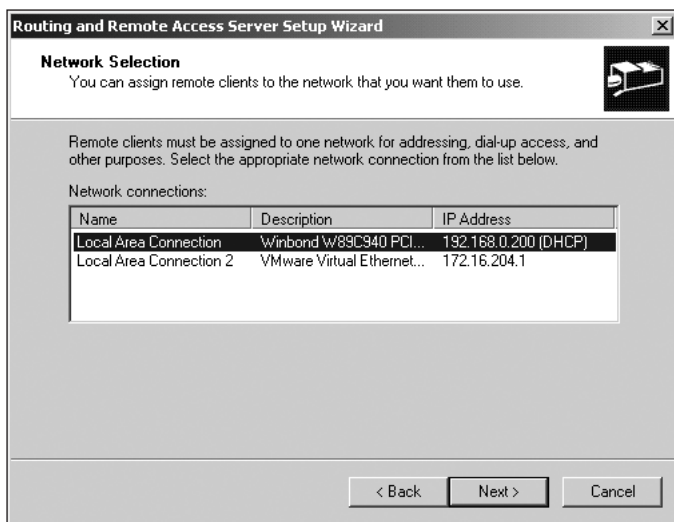 Routing and Remote Access Server Setup Wizard
Network Selection
You can assign remote clients to the network that you want them to use.
Remote clients must be assigned to one network for addressing, dial-up access, and
other purposes. Select the appropriate network connection from the list below.
Network connections:
Name Description IP Address
Local Area Connection Winbond W89C940 PCI... 192.168.0.200 (DHCP)
Local Area Connection 2 VMware Virtual Ethernet... 172.16.204.1
< Back Next > Cancel